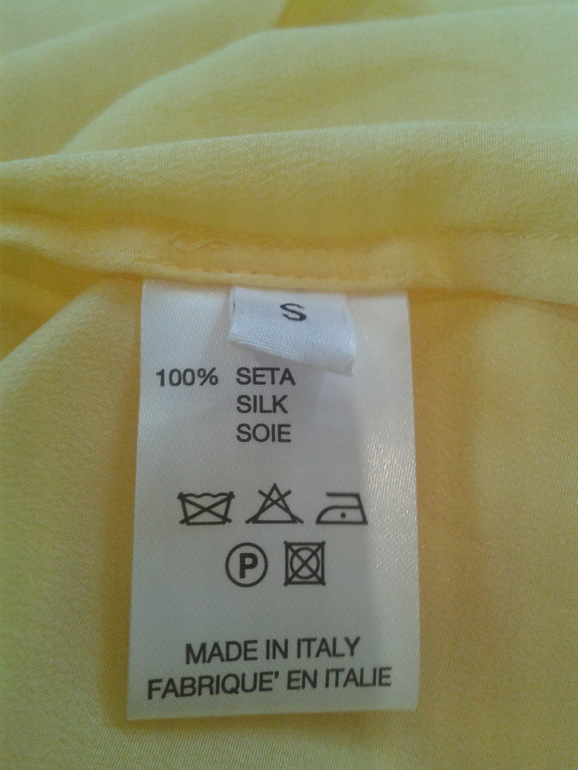 S
100% SETA
SILK
SOIE
P
MADE IN ITALY
FABRIQUE' EN ITALIE